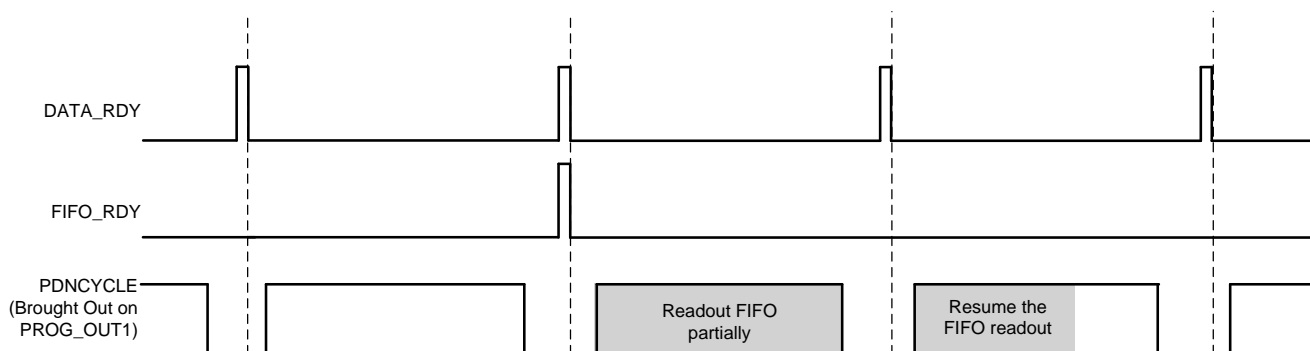 DATA_RDY
FIFO_RDY
PDNCYCLE
(Brought Out on
PROG_OUT1)
Readout FIFO
partially
Resume the
FIFO readout